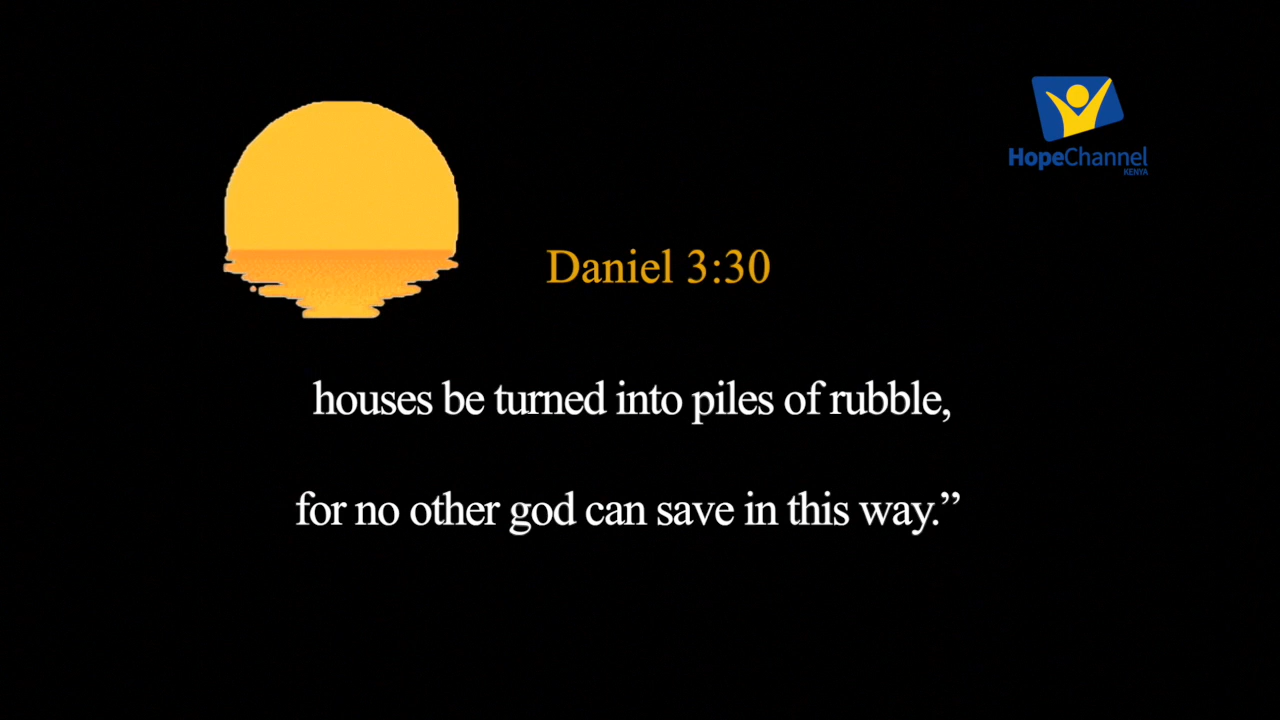 HopeChannel
KENYA
Daniel 3:30
houses be turned into piles of rubble,
for no other god can save in this way.”